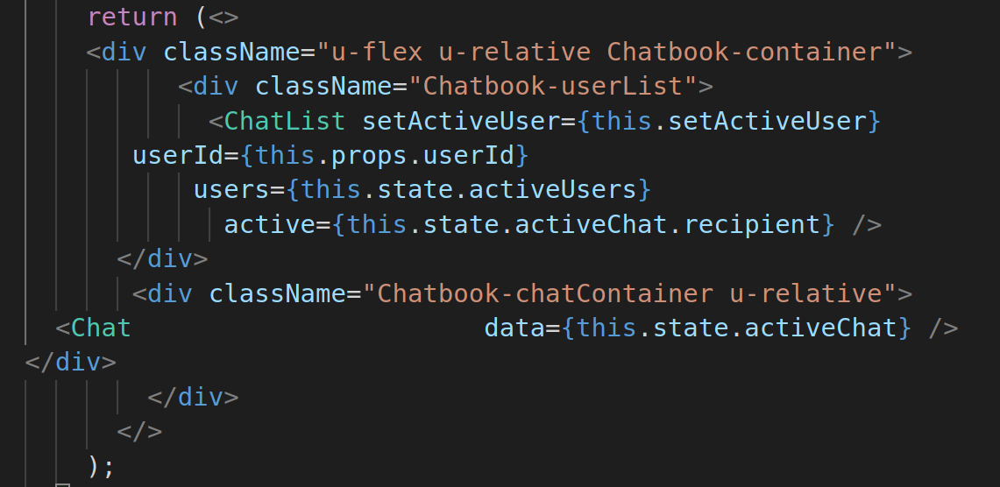 return (<>
<div className="u-flex u-relative Chatbook-container">
<div className="Chatbook-userList">
<ChatList setActiveUser={this.setActiveUser}
userId={this.props.userId}
users={this.state.activeUsers}
active={this.state.activeChat.recipient} />
</div>
<div className="Chatbook-chatContainer u-relative">
<Chat                       data={this.state.activeChat} />
</div>
</div>
</>
);